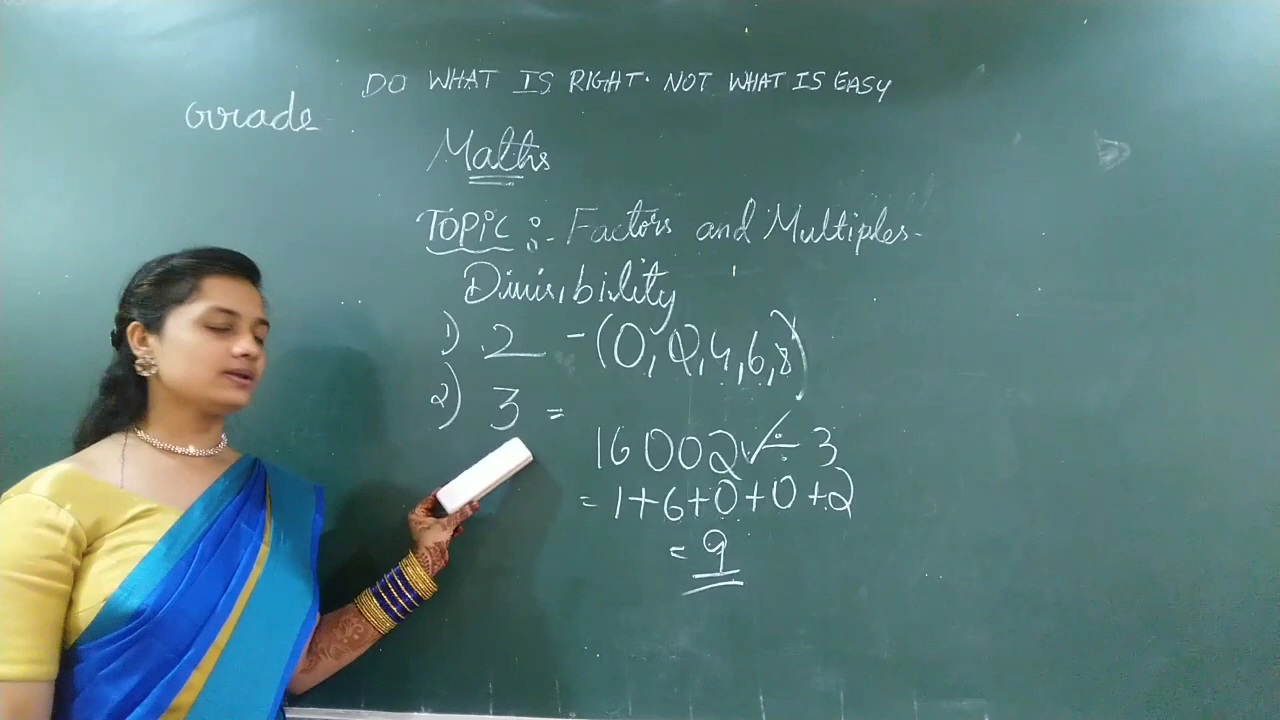 DO WHAT IS RIGHT. NOT WHAT IS EASY
Grade
Maths
TOPIC :- Factors and Multiples-
Divisibility
1) 2 - (0, 2, 4, 6, 8)
2) 3 =
16002 ✓ ÷ 3
= 1+6+0+0+2
= 9